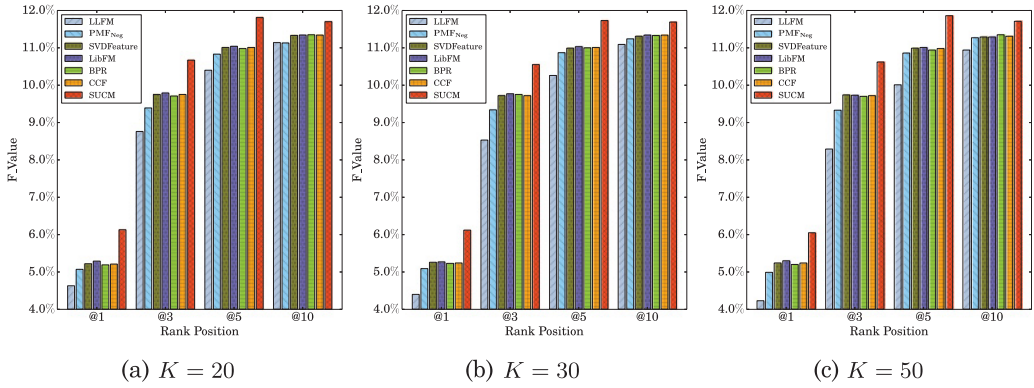 F_Value
12.0%
11.0%
10.0%
9.0%
8.0%
7.0%
6.0%
5.0%
4.0%
LLFM
PMFNeg
SVDFeature
LibFM
BPR
CCF
SUCM
@1 @3 @5 @10
Rank Position
(a) K = 20
F_Value
12.0%
11.0%
10.0%
9.0%
8.0%
7.0%
6.0%
5.0%
4.0%
LLFM
PMFNeg
SVDFeature
LibFM
BPR
CCF
SUCM
@1 @3 @5 @10
Rank Position
(b) K = 30
F_Value
12.0%
11.0%
10.0%
9.0%
8.0%
7.0%
6.0%
5.0%
4.0%
LLFM
PMFNeg
SVDFeature
LibFM
BPR
CCF
SUCM
@1 @3 @5 @10
Rank Position
(c) K = 50